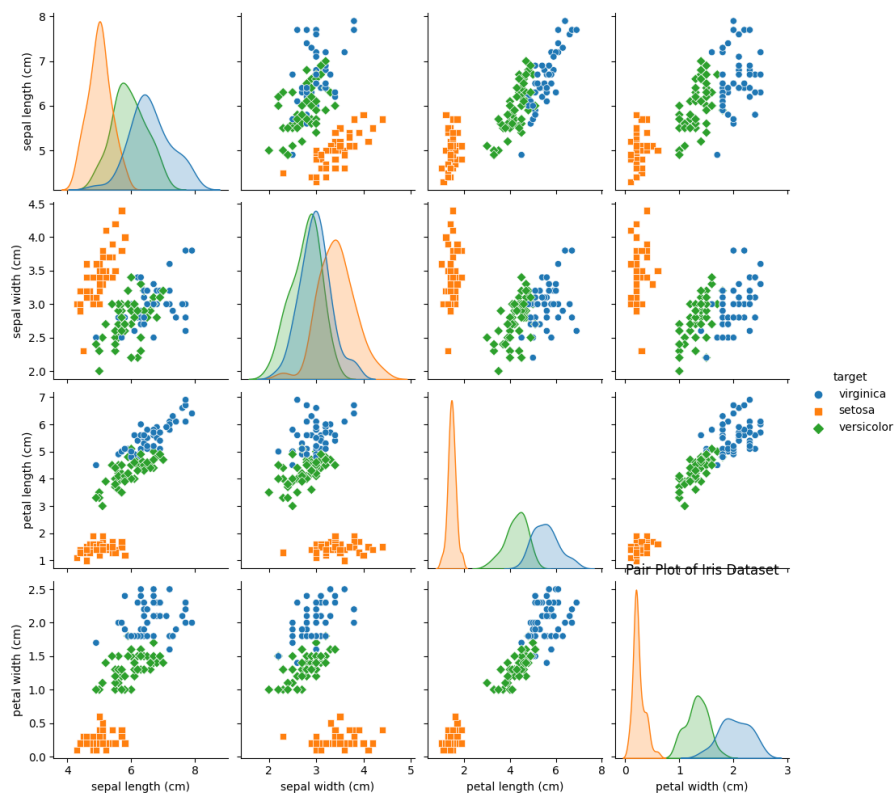 sepal length (cm)
8
7
6
5
sepal width (cm)
4.5
4.0
3.5
3.0
2.5
2.0
target
virginica
setosa
versicolor
petal length (cm)
7
6
5
4
3
2
1
Pair Plot of Iris Dataset
petal width (cm)
2.5
2.0
1.5
1.0
0.5
0.0
4 6 8
2 3 4 5
2 4 6 8
0 1 2 3
sepal length (cm)
sepal width (cm)
petal length (cm)
petal width (cm)